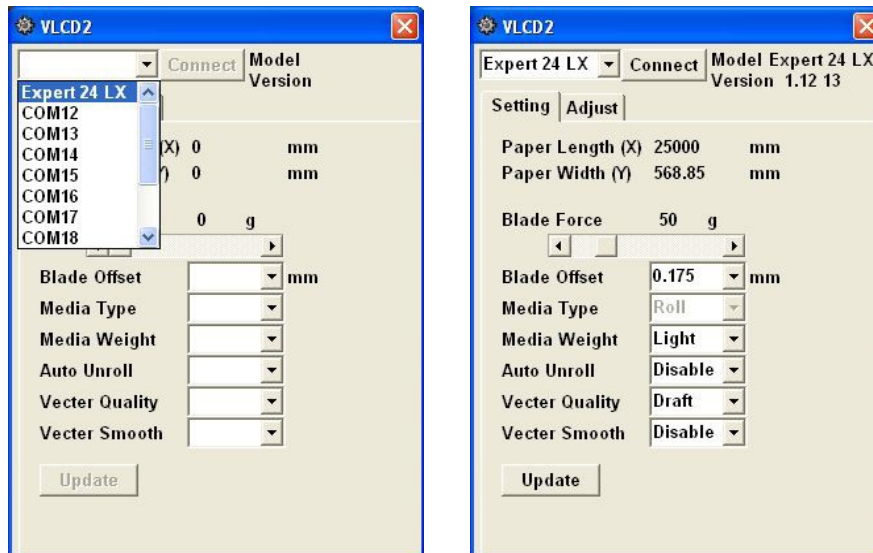 VLCD2
Connect Model
Version
Expert 24 LX
COM12
COM13
COM14
COM15
COM16
COM17
COM18
(X) 0 mm
) 0 mm
0 g
Blade Offset mm
Media Type
Media Weight
Auto Unroll
Vecter Quality
Vecter Smooth
Update
VLCD2
Expert 24 LX Connect Model Expert 24 LX
Version 1.12 13
Setting Adjust
Paper Length (X) 25000 mm
Paper Width (Y) 568.85 mm
Blade Force 50 g
Blade Offset 0.175 mm
Media Type Roll
Media Weight Light
Auto Unroll Disable
Vecter Quality Draft
Vecter Smooth Disable
Update